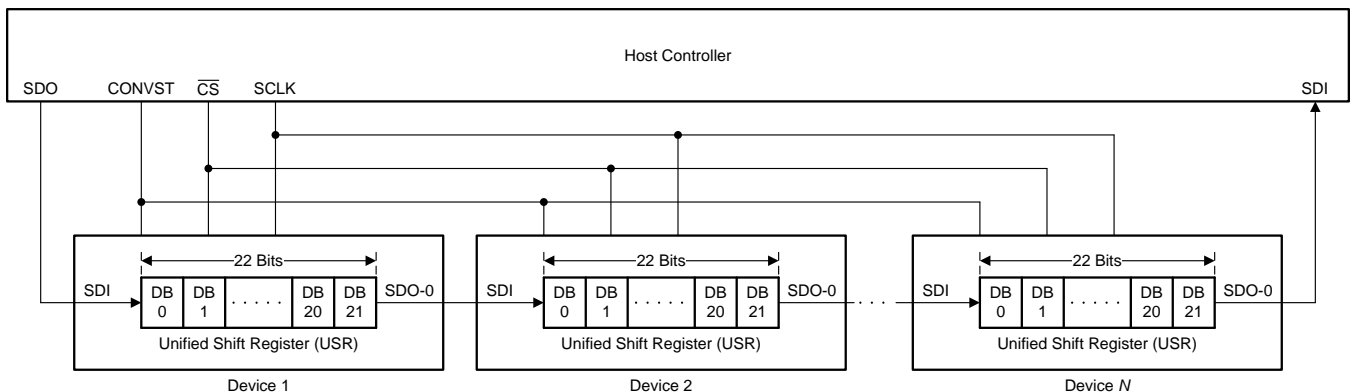 Host Controller
SDO CONVST CS SCLK SDI
22 Bits 22 Bits 22 Bits
SDI DB 0 DB 1 ..... DB 20 DB 21 SDO-0 SDI DB 0 DB 1 ..... DB 20 DB 21 SDO-0 .... SDI DB 0 DB 1 ..... DB 20 DB 21 SDO-0
Unified Shift Register (USR) Unified Shift Register (USR) Unified Shift Register (USR)
Device 1 Device 2 Device N